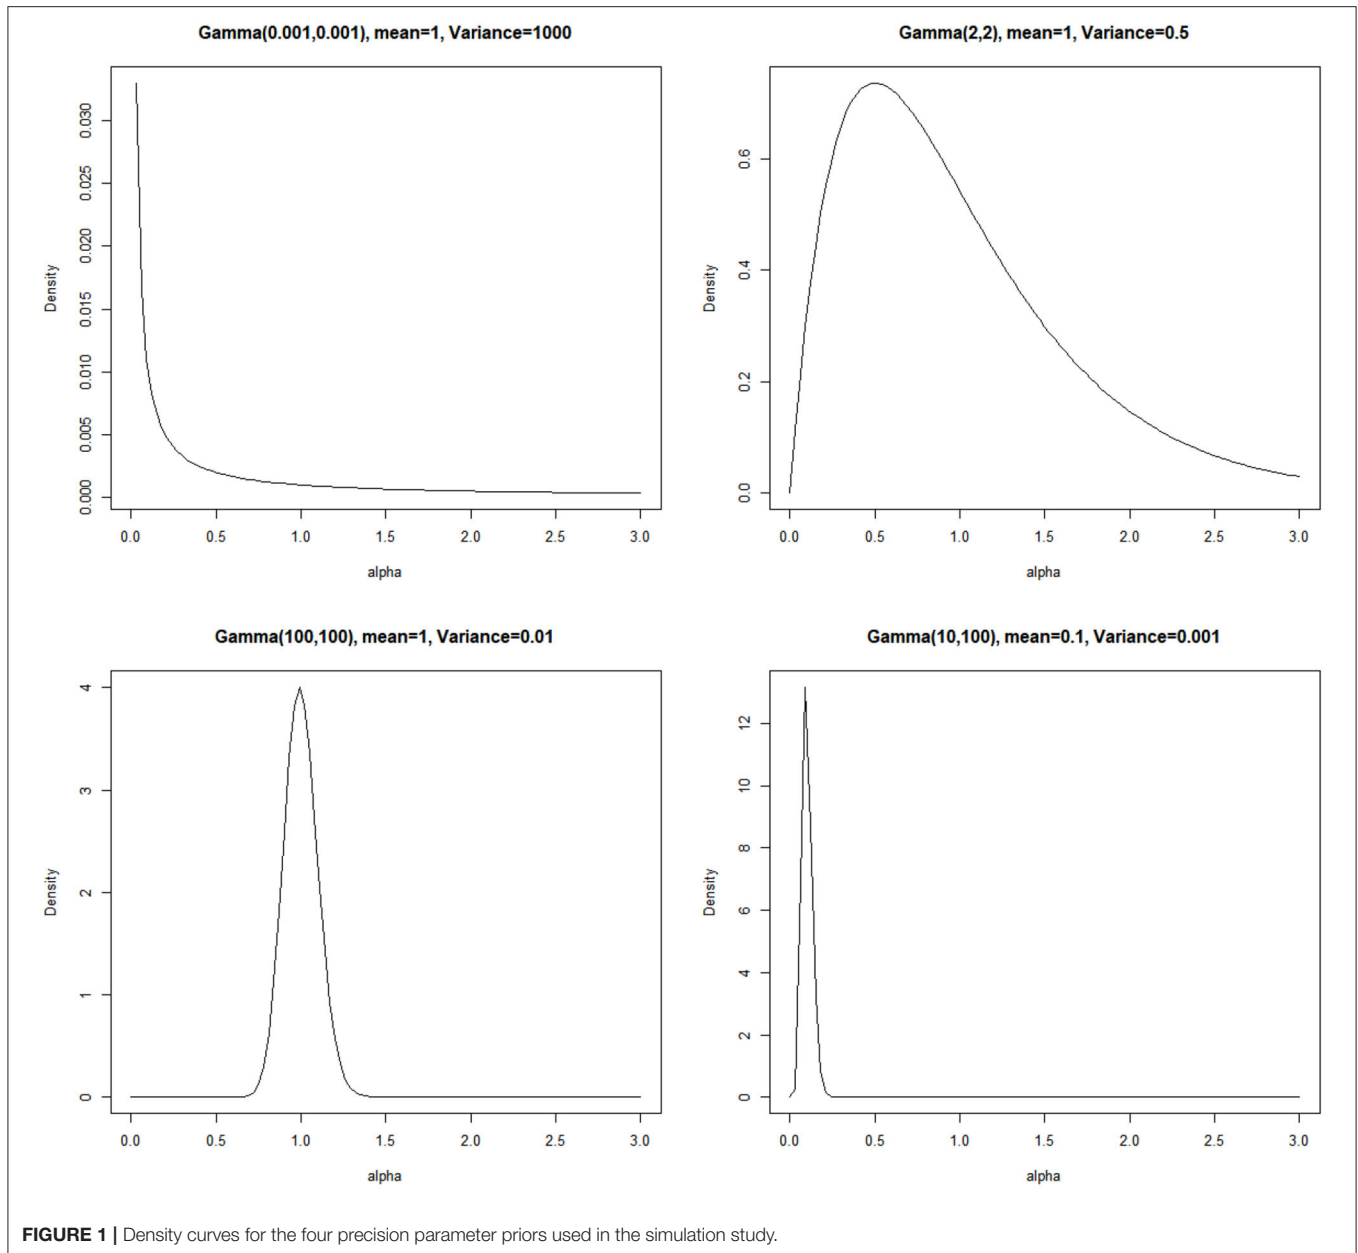 Gamma(0.001,0.001), mean=1, Variance=1000
Density
0.030
0.025
0.020
0.015
0.010
0.005
0.000
0.0 0.5 1.0 1.5 2.0 2.5 3.0
alpha
Gamma(2,2), mean=1, Variance=0.5
Density
0.6
0.4
0.2
0.0
0.0 0.5 1.0 1.5 2.0 2.5 3.0
alpha
Gamma(100,100), mean=1, Variance=0.01
Density
4
3
2
1
0
0.0 0.5 1.0 1.5 2.0 2.5 3.0
alpha
Gamma(10,100), mean=0.1, Variance=0.001
Density
12
10
8
6
4
2
0
0.0 0.5 1.0 1.5 2.0 2.5 3.0
alpha
FIGURE 1 | Density curves for the four precision parameter priors used in the simulation study.